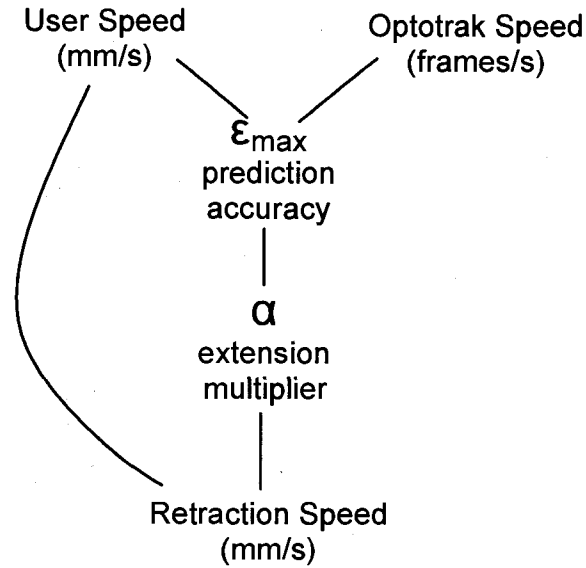 User Speed
(mm/s)
Optotrak Speed
(frames/s)
εmax
prediction
accuracy
α
extension
multiplier
Retraction Speed
(mm/s)